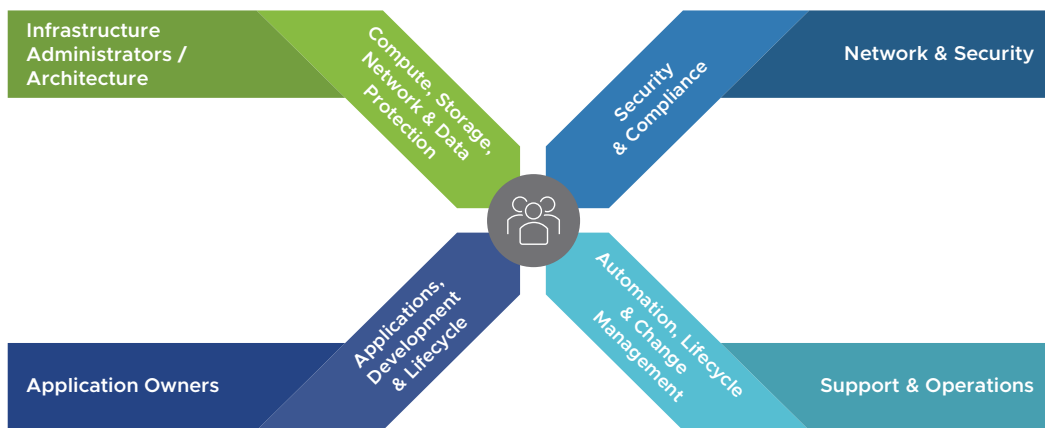 Infrastructure
Administrators /
Architecture
Compute, Storage,
Network & Data
Protection
Security
& Compliance
Network & Security
Application Owners
Applications,
Development
& Lifecycle
Automation, Lifecycle
& Change
Management
Support & Operations